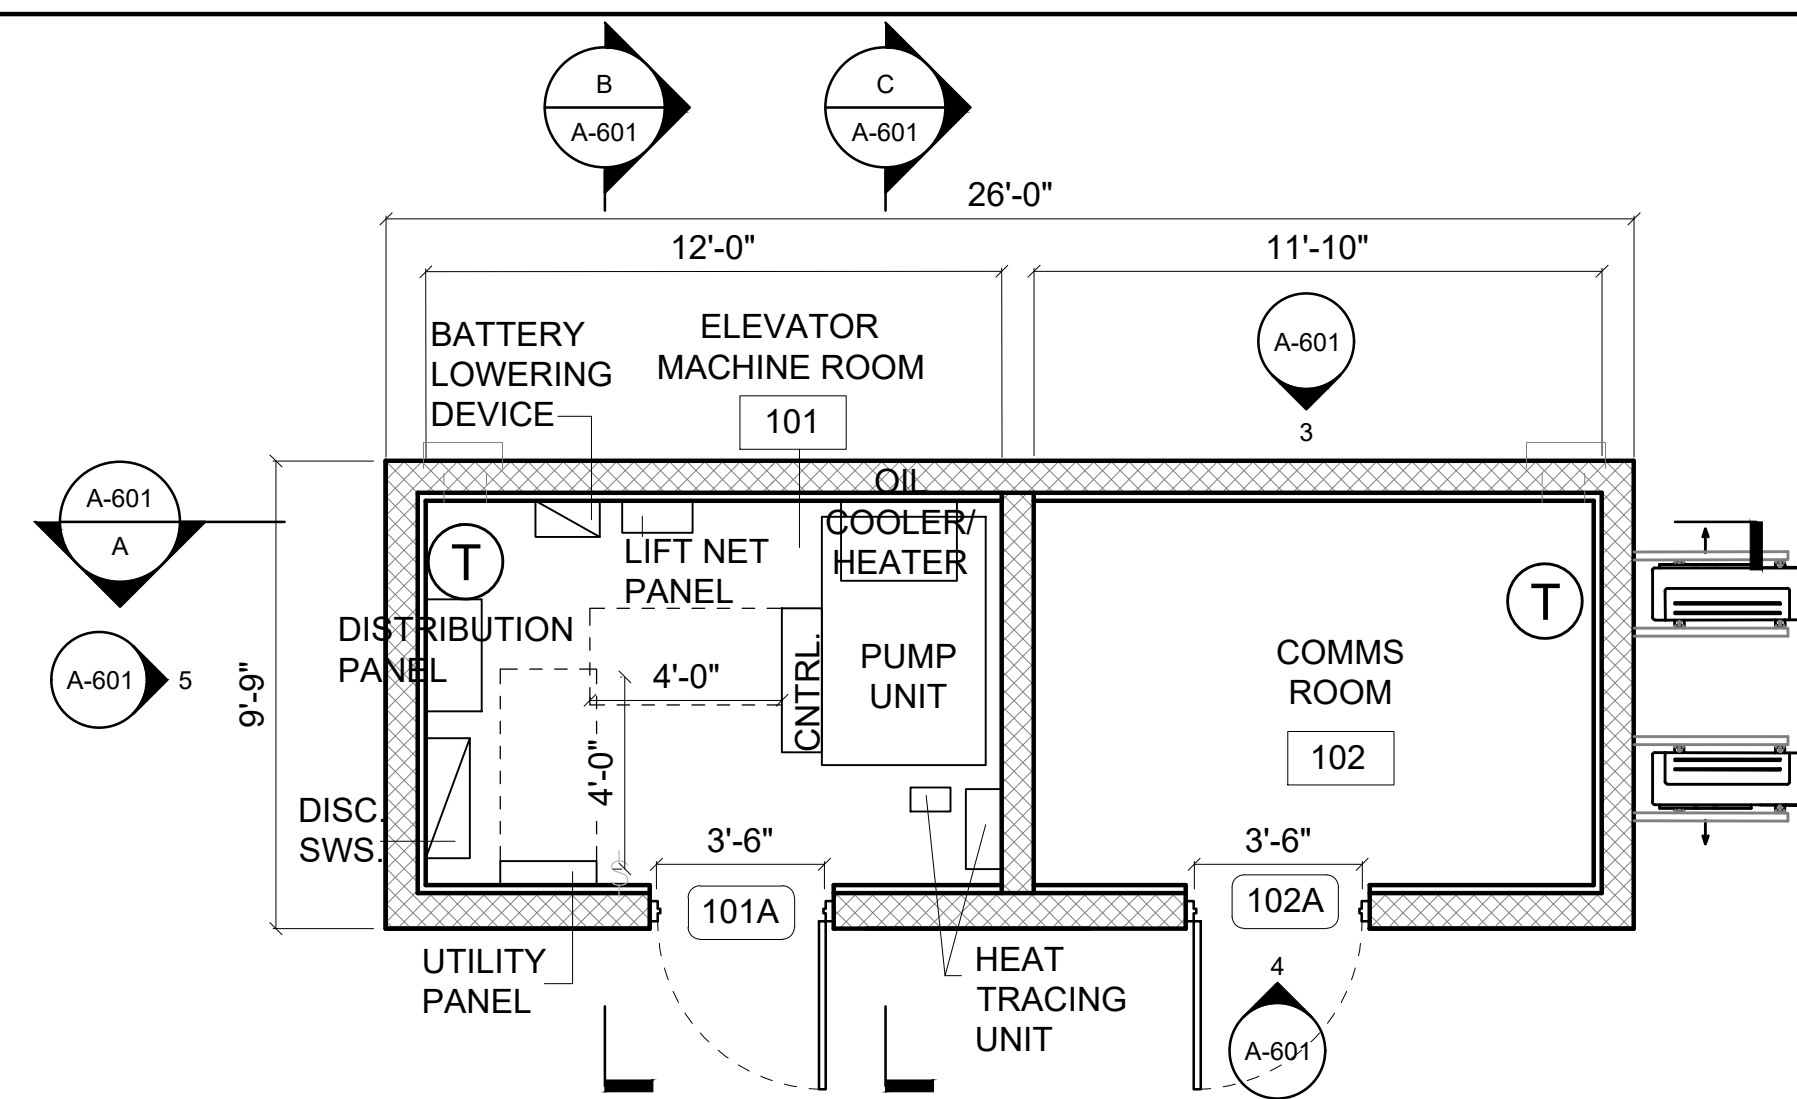 B
A-601
C
A-601
26'-0"
12'-0"
11'-10"
BATTERY
LOWERING
DEVICE
ELEVATOR
MACHINE ROOM
101
A-601
3
A-601
A
OIL
COOLER/
HEATER
T
LIFT NET
PANEL
T
DISTRIBUTION
PANEL
A-601
5
9'-9"
4'-0"
CNTRL.
PUMP
UNIT
COMMS
ROOM
102
4'-0"
DISC.
SWS.
3'-6"
3'-6"
101A
102A
UTILITY
PANEL
HEAT
TRACING
UNIT
4
A-601